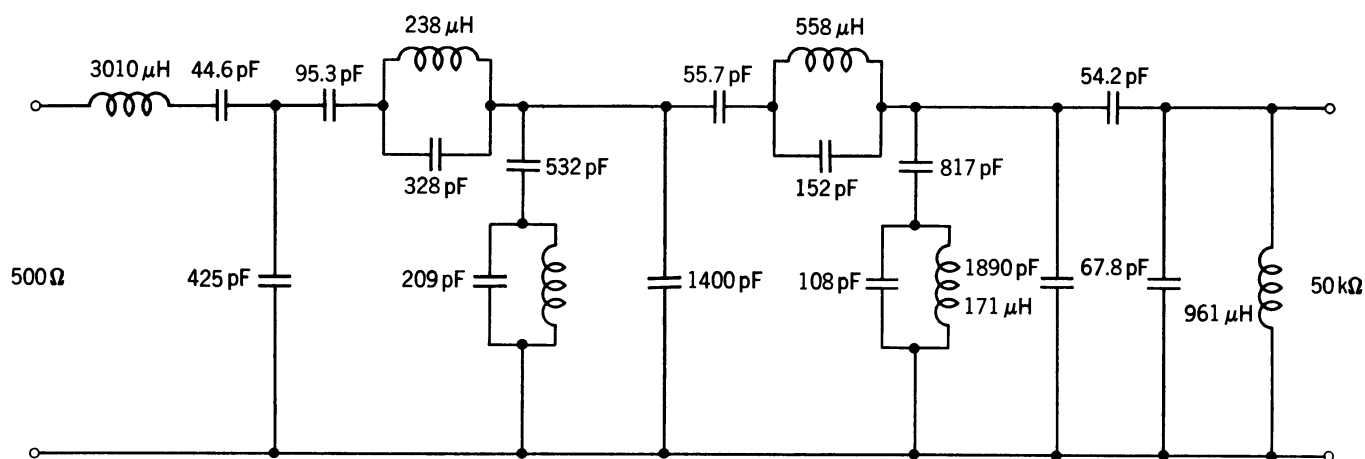 238 μH
558 μH
3010 μH
44.6 pF
95.3 pF
55.7 pF
54.2 pF
328 pF
532 pF
152 pF
817 pF
500 Ω
425 pF
209 pF
1400 pF
108 pF
1890 pF
171 μH
67.8 pF
961 μH
50 kΩ